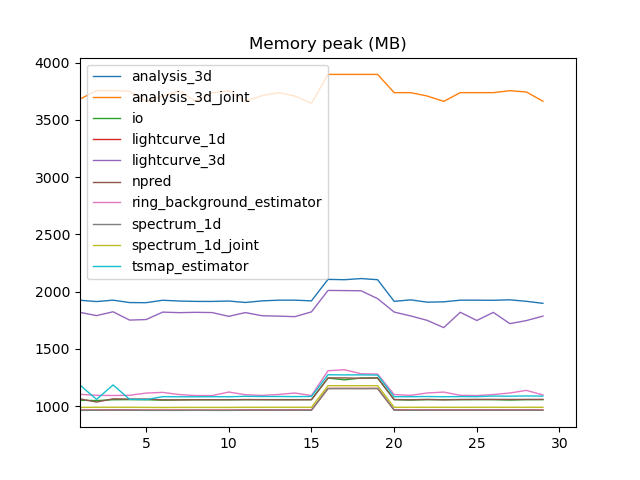 Memory peak (MB)
4000
3500
3000
2500
2000
1500
1000
analysis_3d
analysis_3d_joint
io
lightcurve_1d
lightcurve_3d
npred
ring_background_estimator
spectrum_1d
spectrum_1d_joint
tsmap_estimator
5 10 15 20 25 30